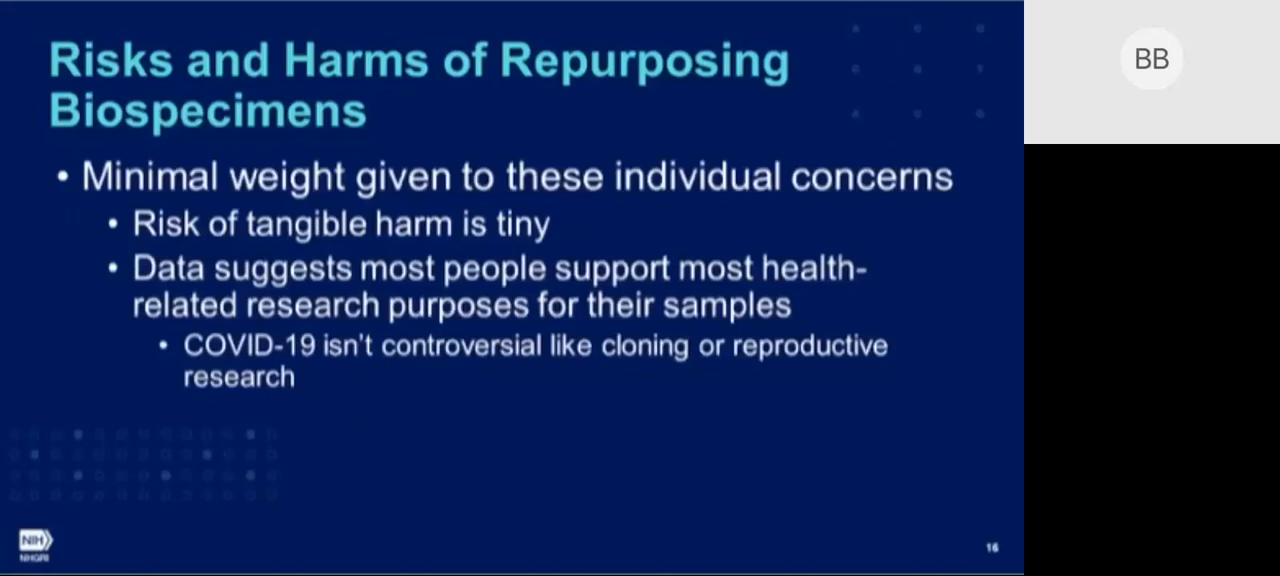 Risks and Harms of Repurposing
Biospecimens
• Minimal weight given to these individual concerns
• Risk of tangible harm is tiny
• Data suggests most people support most health-
related research purposes for their samples
• COVID-19 isn't controversial like cloning or reproductive
research
NIH
NHGRI
16
BB